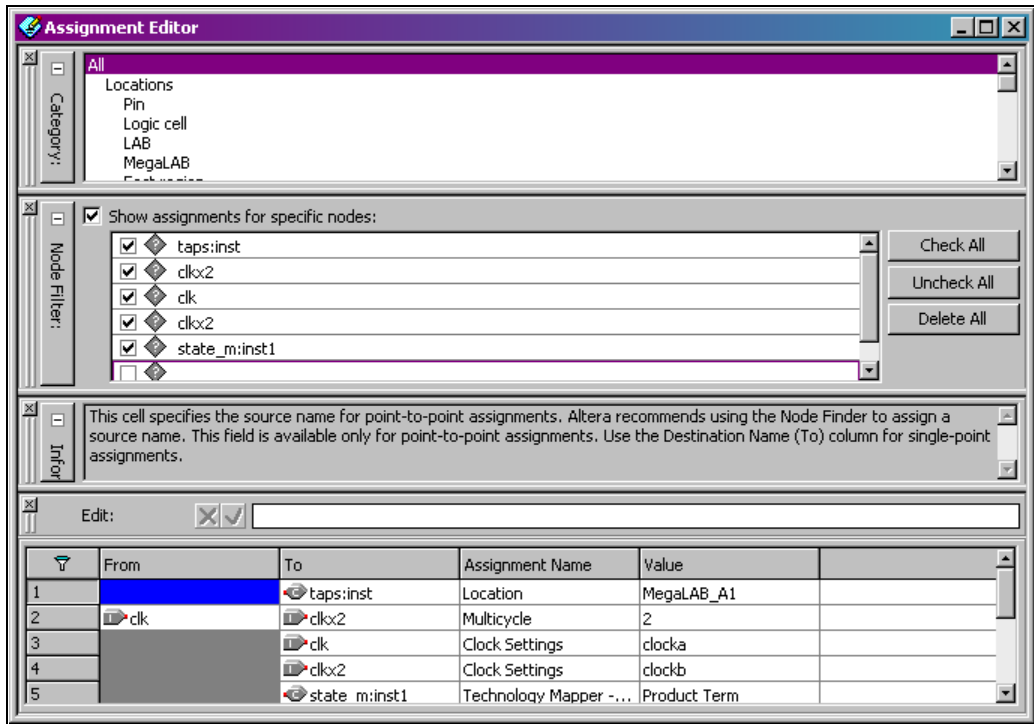 Assignment Editor
Category:
All
Locations
Pin
Logic cell
LAB
MegaLAB
Node Filter:
Show assignments for specific nodes:
taps:inst
clkx2
clk
clkx2
state_m:inst1
Check All
Uncheck All
Delete All
Infor
This cell specifies the source name for point-to-point assignments. Altera recommends using the Node Finder to assign a
source name. This field is available only for point-to-point assignments. Use the Destination Name (To) column for single-point
assignments.
Edit:
From To Assignment Name Value
1 taps:inst Location MegaLAB_A1
2 clk clkx2 Multicycle 2
3 clk Clock Settings clocka
4 clkx2 Clock Settings clockb
5 state_m:inst1 Technology Mapper -... Product Term